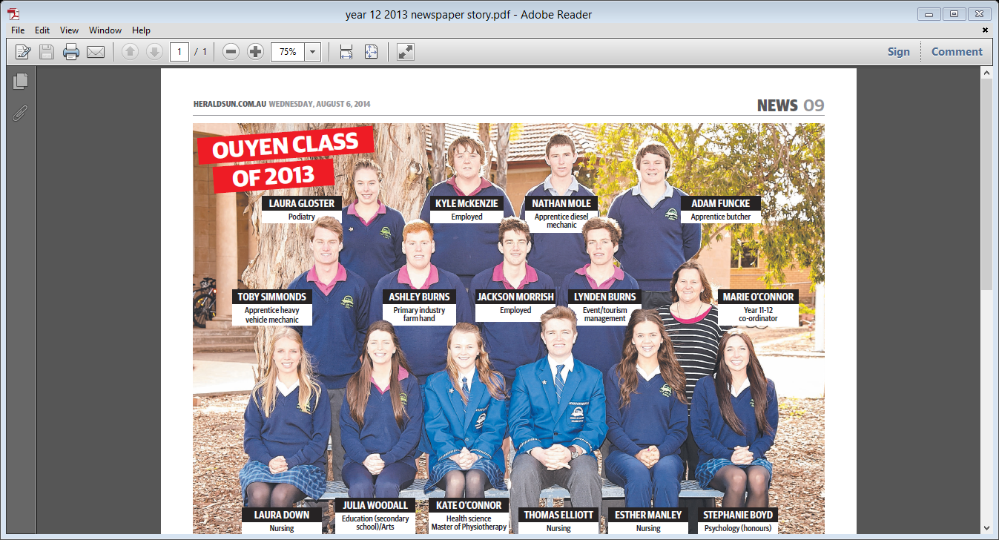 year 12 2013 newspaper story.pdf - Adobe Reader
File Edit View Window Help
1 / 1 75% Sign Comment
HERALDSUN.COM.AU WEDNESDAY, AUGUST 6, 2014 NEWS 09
OUYEN CLASS
OF 2013
LAURA GLOSTER
Podiatry
KYLE McKENZIE
Employed
NATHAN MOLE
Apprentice diesel
mechanic
ADAM FUNCKE
Apprentice butcher
TOBY SIMMONDS
Apprentice heavy
vehicle mechanic
ASHLEY BURNS
Primary industry
farm hand
JACKSON MORRISH
Employed
LYNDEN BURNS
Event/tourism
management
MARIE O'CONNOR
Year 11-12
co-ordinator
LAURA DOWN
Nursing
JULIA WOODALL
Education (secondary
school)/Arts
KATE O'CONNOR
Health science
Master of Physiotherapy
THOMAS ELLIOTT
Nursing
ESTHER MANLEY
Nursing
STEPHANIE BOYD
Psychology (honours)